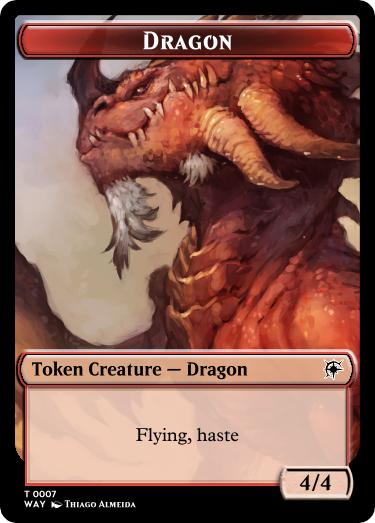 Dragon
Token Creature — Dragon
Flying, haste
4/4
T 0007
WAY Thiago Almeida